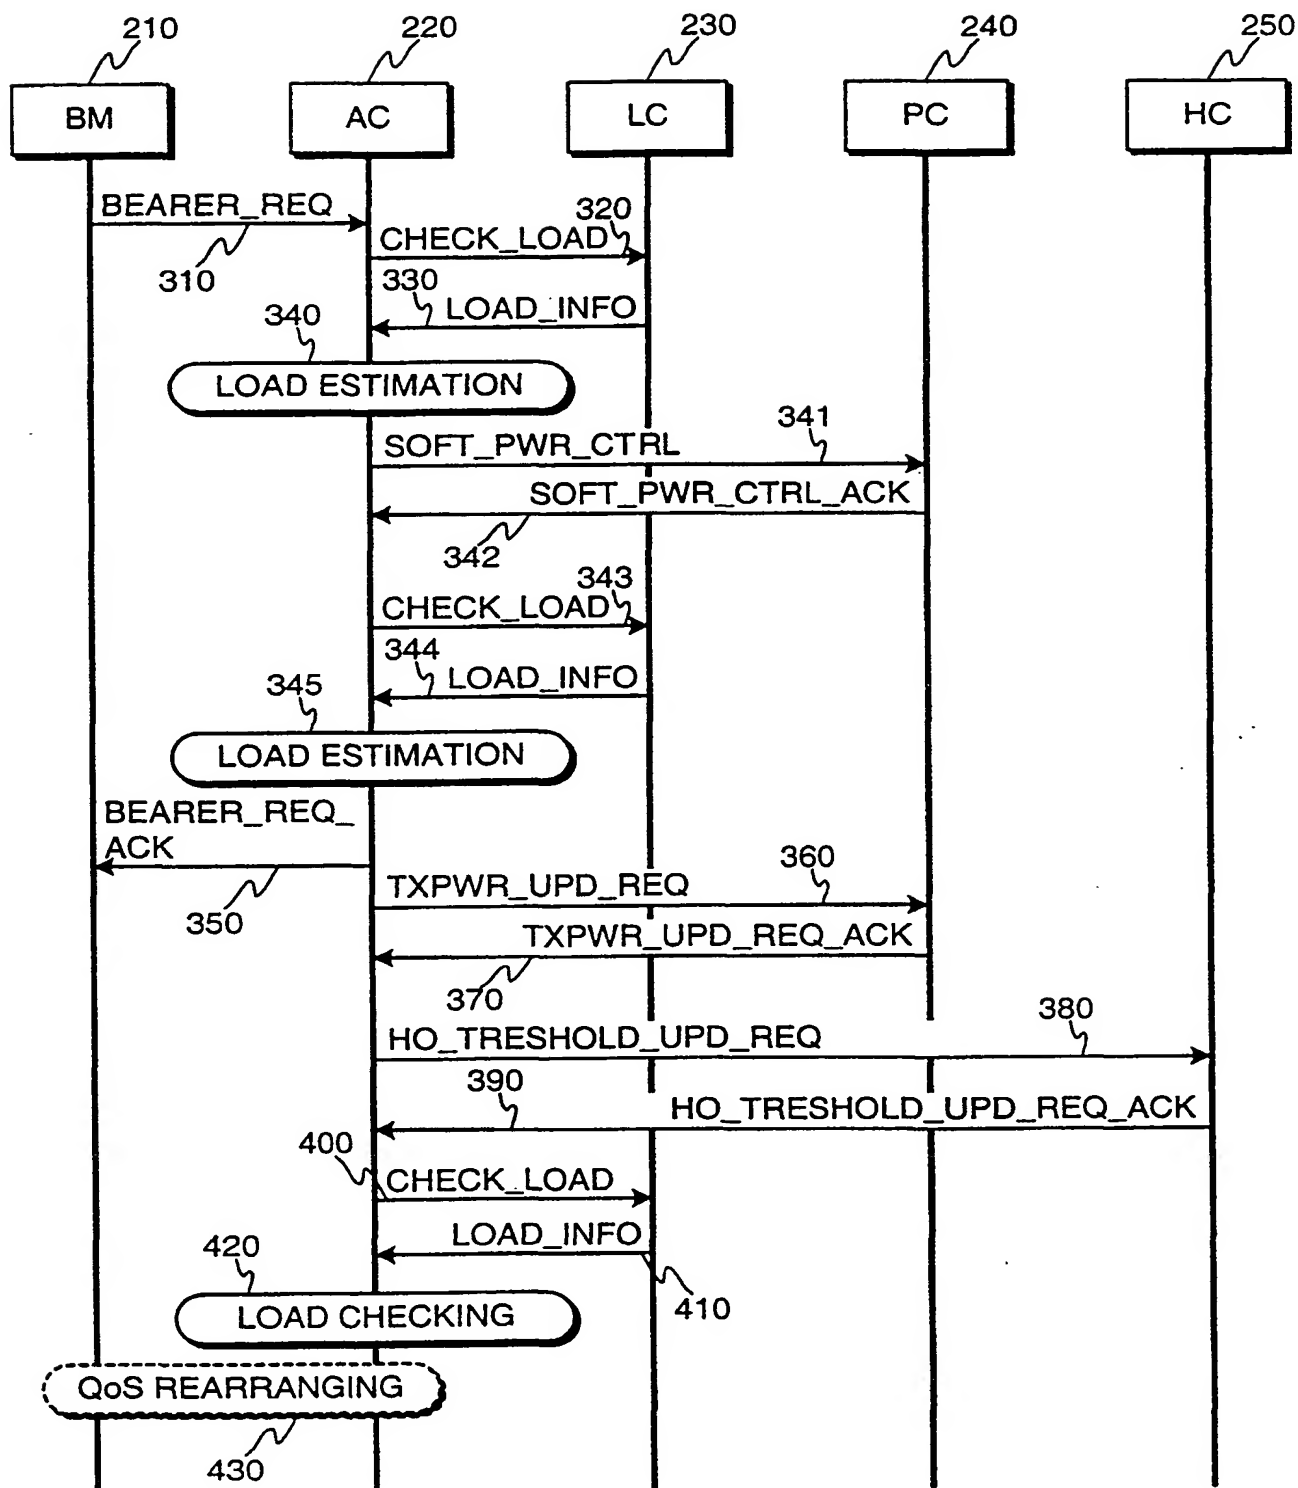 210
220
230
240
250
BM
AC
LC
PC
HC
BEARER_REQ
310
320
CHECK_LOAD
330
LOAD_INFO
340
LOAD ESTIMATION
341
SOFT_PWR_CTRL
SOFT_PWR_CTRL_ACK
342
343
CHECK_LOAD
344
LOAD_INFO
345
LOAD ESTIMATION
BEARER_REQ_
ACK
350
360
TXPWR_UPD_REQ
TXPWR_UPD_REQ_ACK
370
380
HO_TRESHOLD_UPD_REQ
390
HO_TRESHOLD_UPD_REQ_ACK
400
CHECK_LOAD
LOAD_INFO
410
420
LOAD CHECKING
QoS REARRANGING
430